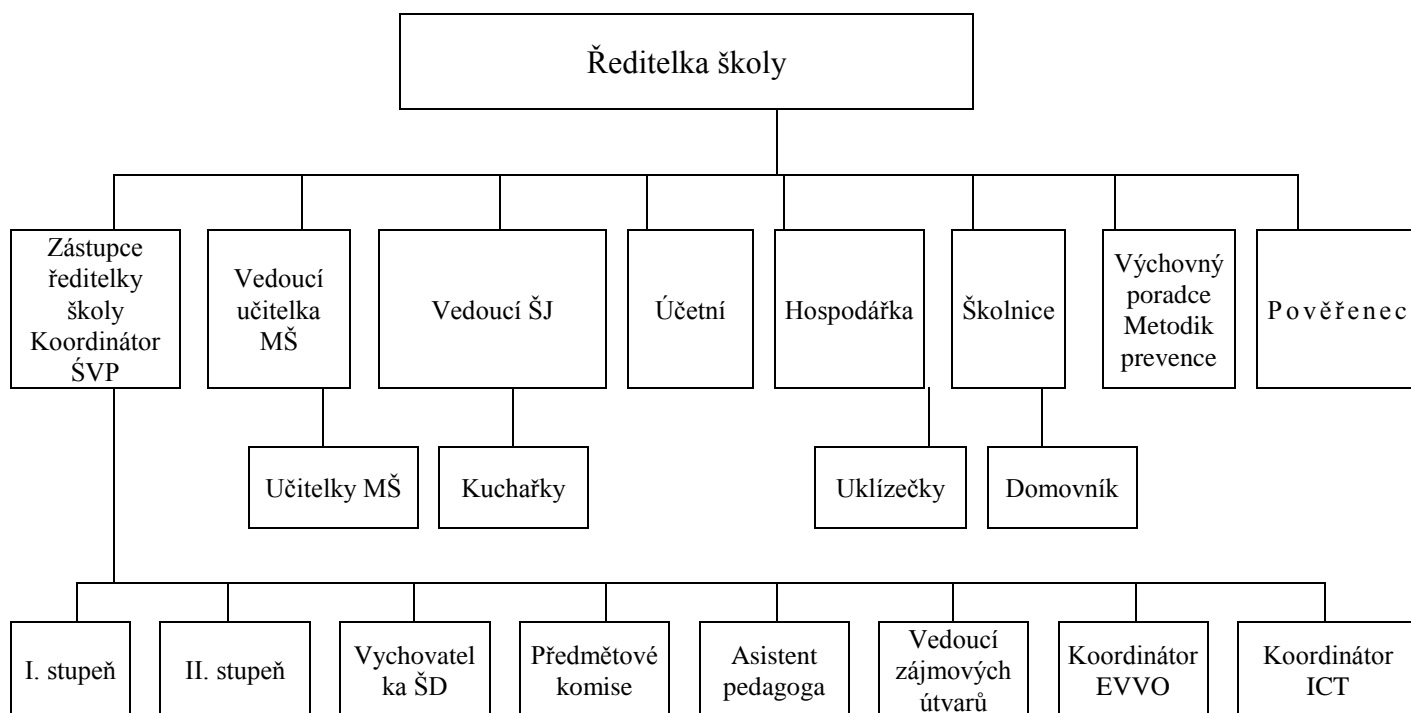 Ředitelka školy
Zástupce
ředitelky
školy
Koordinátor
ŚVP
Vedoucí
učitelka
MŠ
Vedoucí ŠJ
Účetní
Hospodářka
Školnice
Výchovný
poradce
Metodik
prevence
Pověřenec
Učitelky MŠ
Kuchařky
Uklízečky
Domovník
I. stupeň
II. stupeň
Vychovatel
ka ŠD
Předmětové
komise
Asistent
pedagoga
Vedoucí
zájmových
útvarů
Koordinátor
EVVO
Koordinátor
ICT